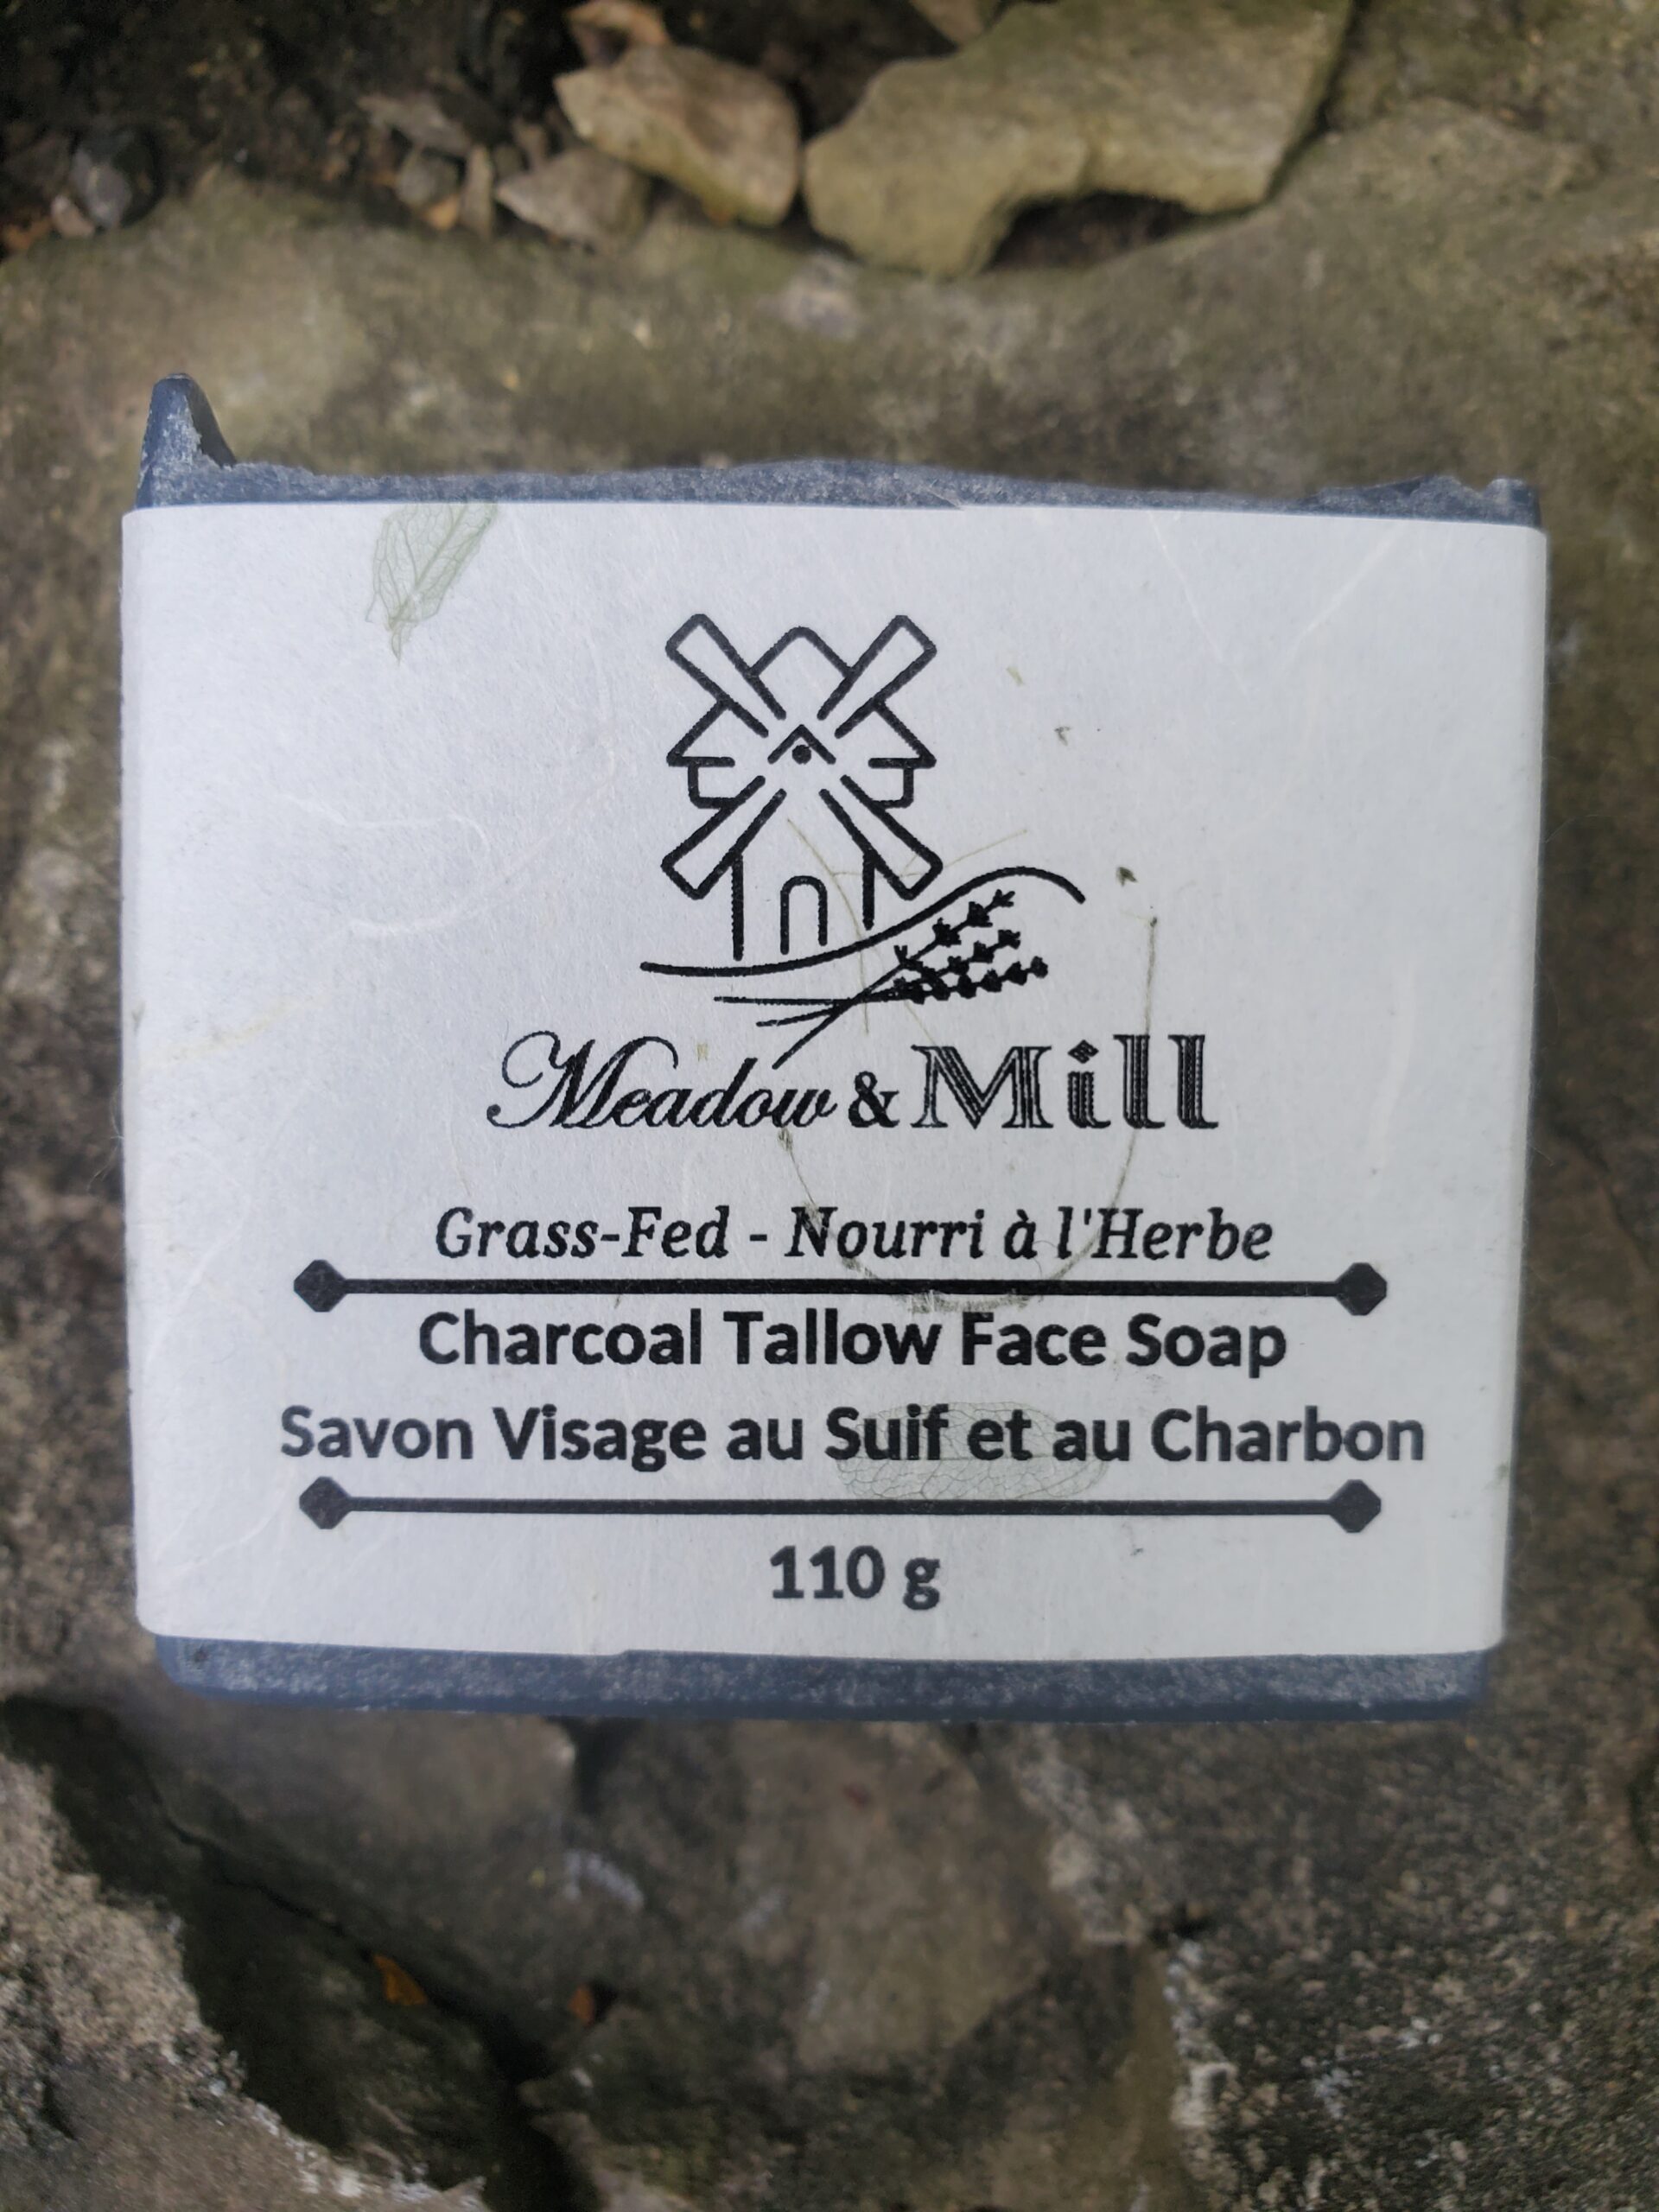 Meadow & Mill
Grass-Fed - Nourri à l'Herbe
Charcoal Tallow Face Soap
Savon Visage au Suif et au Charbon
110 g